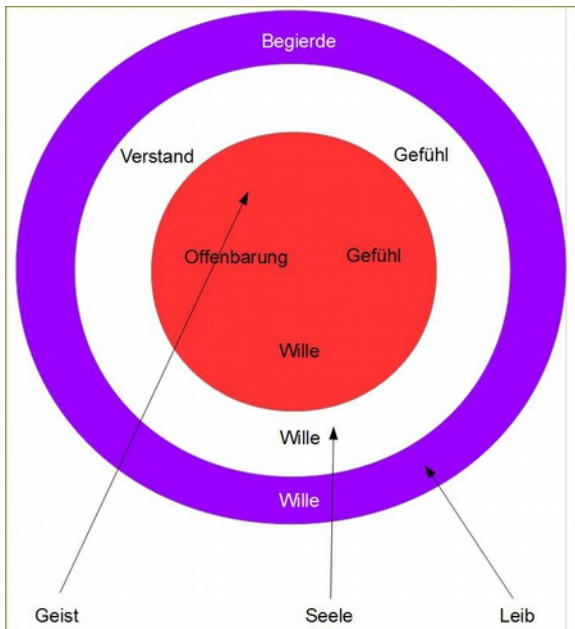 Begierde
Verstand
Gefühl
Offenbarung
Gefühl
Wille
Wille
Wille
Geist
Seele
Leib